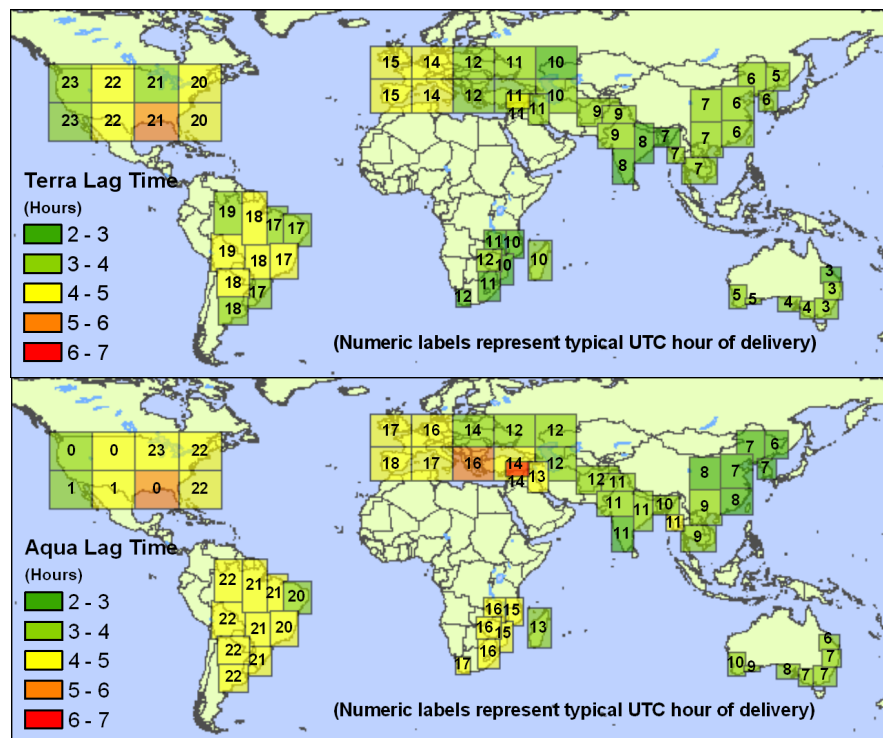 23 22 21 20
23 22 21 20
15 14 12 11 10
15 14 12 11 10
11 11
9 9
9 8 7
8 7
6 5
7 6 6
7 6
7
19 18 17 17
19 18 17
18 17
18
11 10
12 10 10
11
12
3
5 5 4 4 3 3
Terra Lag Time
(Hours)
2 - 3
3 - 4
4 - 5
5 - 6
6 - 7
(Numeric labels represent typical UTC hour of delivery)
0 0 23 22
1 1 0 22
17 16 14 12 12
18 17 16 14 12
14 13
12 11
11 11 10
11 11
7 6
8 7 7
9 8
9
22 21 21 20
22 21 20
22 21
22
16 15
16 15 13
16
17
6
10 9 8 7 7 7
Aqua Lag Time
(Hours)
2 - 3
3 - 4
4 - 5
5 - 6
6 - 7
(Numeric labels represent typical UTC hour of delivery)